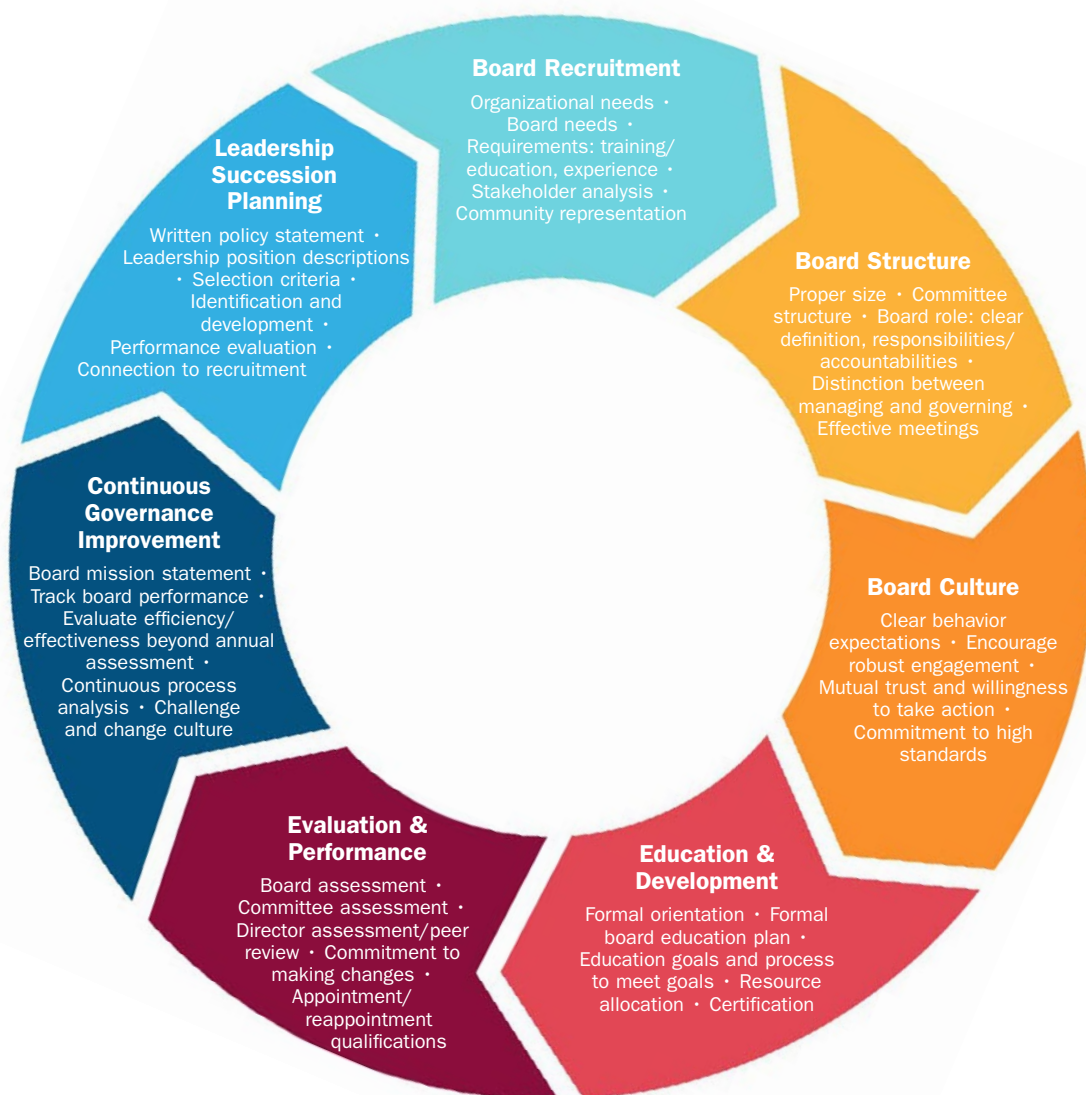 Board Recruitment
Organizational needs •
Board needs •
Requirements: training/
education, experience •
Stakeholder analysis •
Community representation
Board Structure
Proper size • Committee
structure • Board role: clear
definition, responsibilities/
accountabilities •
Distinction between
managing and governing •
Effective meetings
Board Culture
Clear behavior
expectations • Encourage
robust engagement •
Mutual trust and willingness
to take action •
Commitment to high
standards
Education &
Development
Formal orientation • Formal
board education plan •
Education goals and process
to meet goals • Resource
allocation • Certification
Evaluation &
Performance
Board assessment •
Committee assessment •
Director assessment/peer
review • Commitment to
making changes •
Appointment/
reappointment
qualifications
Continuous
Governance
Improvement
Board mission statement •
Track board performance •
Evaluate efficiency/
effectiveness beyond annual
assessment •
Continuous process
analysis • Challenge
and change culture
Leadership
Succession
Planning
Written policy statement •
Leadership position descriptions
• Selection criteria •
Identification and
development •
Performance evaluation •
Connection to recruitment